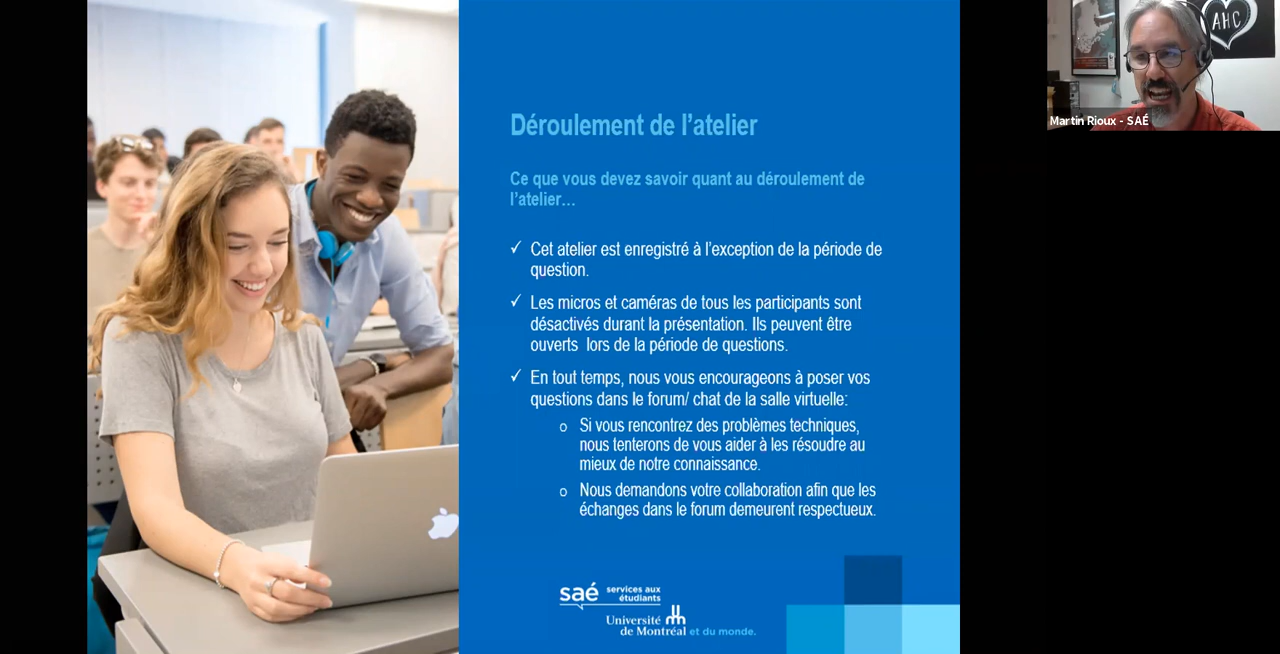 Déroulement de l'atelier
Ce que vous devez savoir quant au déroulement de
l'atelier…
✓ Cet atelier est enregistré à l'exception de la période de
question.
✓ Les micros et caméras de tous les participants sont
désactivés durant la présentation. Ils peuvent être
ouverts lors de la période de questions.
✓ En tout temps, nous vous encourageons à poser vos
questions dans le forum/ chat de la salle virtuelle:
o Si vous rencontrez des problèmes techniques,
nous tenterons de vous aider à les résoudre au
mieux de notre connaissance.
o Nous demandons votre collaboration afin que les
échanges dans le forum demeurent respectueux.
saé services aux
étudiants
Université
de Montréal et du monde.
AHC
Martin Rioux - SAÉ